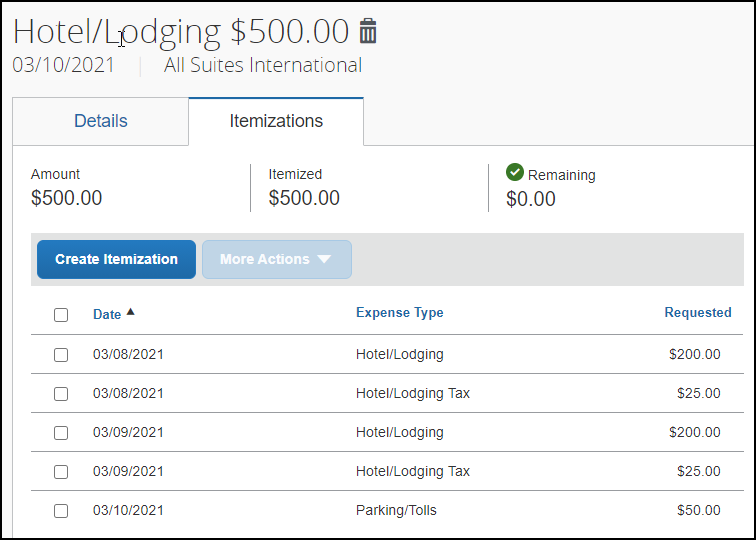 Hotel/Lodging $500.00
03/10/2021 All Suites International
Details Itemizations
Amount Itemized Remaining
$500.00 $500.00 $0.00
Create Itemization More Actions
Date Expense Type Requested
03/08/2021 Hotel/Lodging $200.00
03/08/2021 Hotel/Lodging Tax $25.00
03/09/2021 Hotel/Lodging $200.00
03/09/2021 Hotel/Lodging Tax $25.00
03/10/2021 Parking/Tolls $50.00